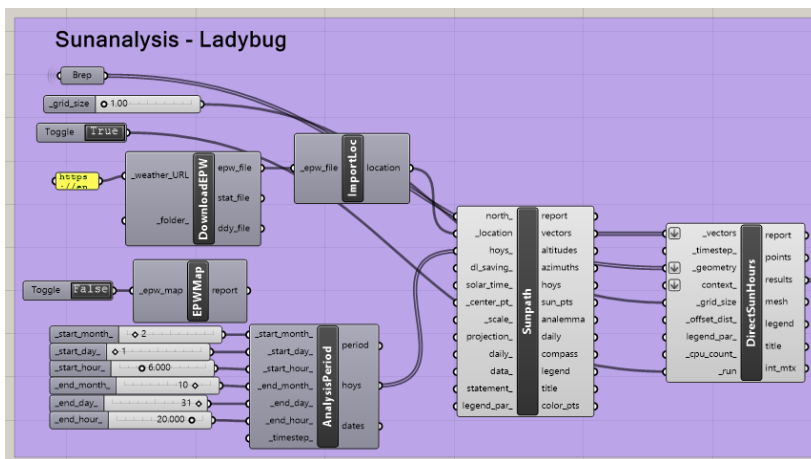 Sunanalysis - Ladybug
Brep
_grid_size 1.00
Toggle True
https
://en
_weather_URL
_folder_
DownloadEPW
epw_file
stat_file
ddy_file
_epw_file
ImportLoc
location
Toggle False
_epw_map
EPWMap
report
_start_month_ 2
_start_day_ 1
_start_hour_ 6.000
_end_month_ 10
_end_day_ 31
_end_hour_ 20.000
_start_month_
_start_day_
_start_hour_
_end_month_
_end_day_
_end_hour_
_timestep_
AnalysisPeriod
period
hoys
dates
north_
_location
hoys_
dl_saving_
solar_time_
_center_pt_
_scale_
projection_
daily_
data_
statement_
legend_par_
Sunpath
report
vectors
altitudes
azimuths
hoys
sun_pts
analemma
daily
compass
legend
title
color_pts
_vectors
_timestep_
_geometry
context_
_grid_size
_offset_dist_
legend_par_
_cpu_count_
_run
DirectSunHours
report
points
results
mesh
legend
title
int_mtx